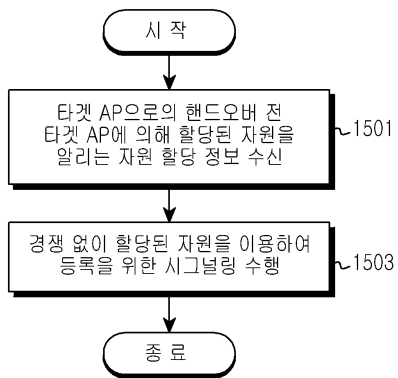 시 작
타겟 AP으로의 핸드오버 전
타겟 AP에 의해 할당된 자원을
알리는 자원 할당 정보 수신
1501
경쟁 없이 할당된 자원을 이용하여
등록을 위한 시그널링 수행
1503
종 료